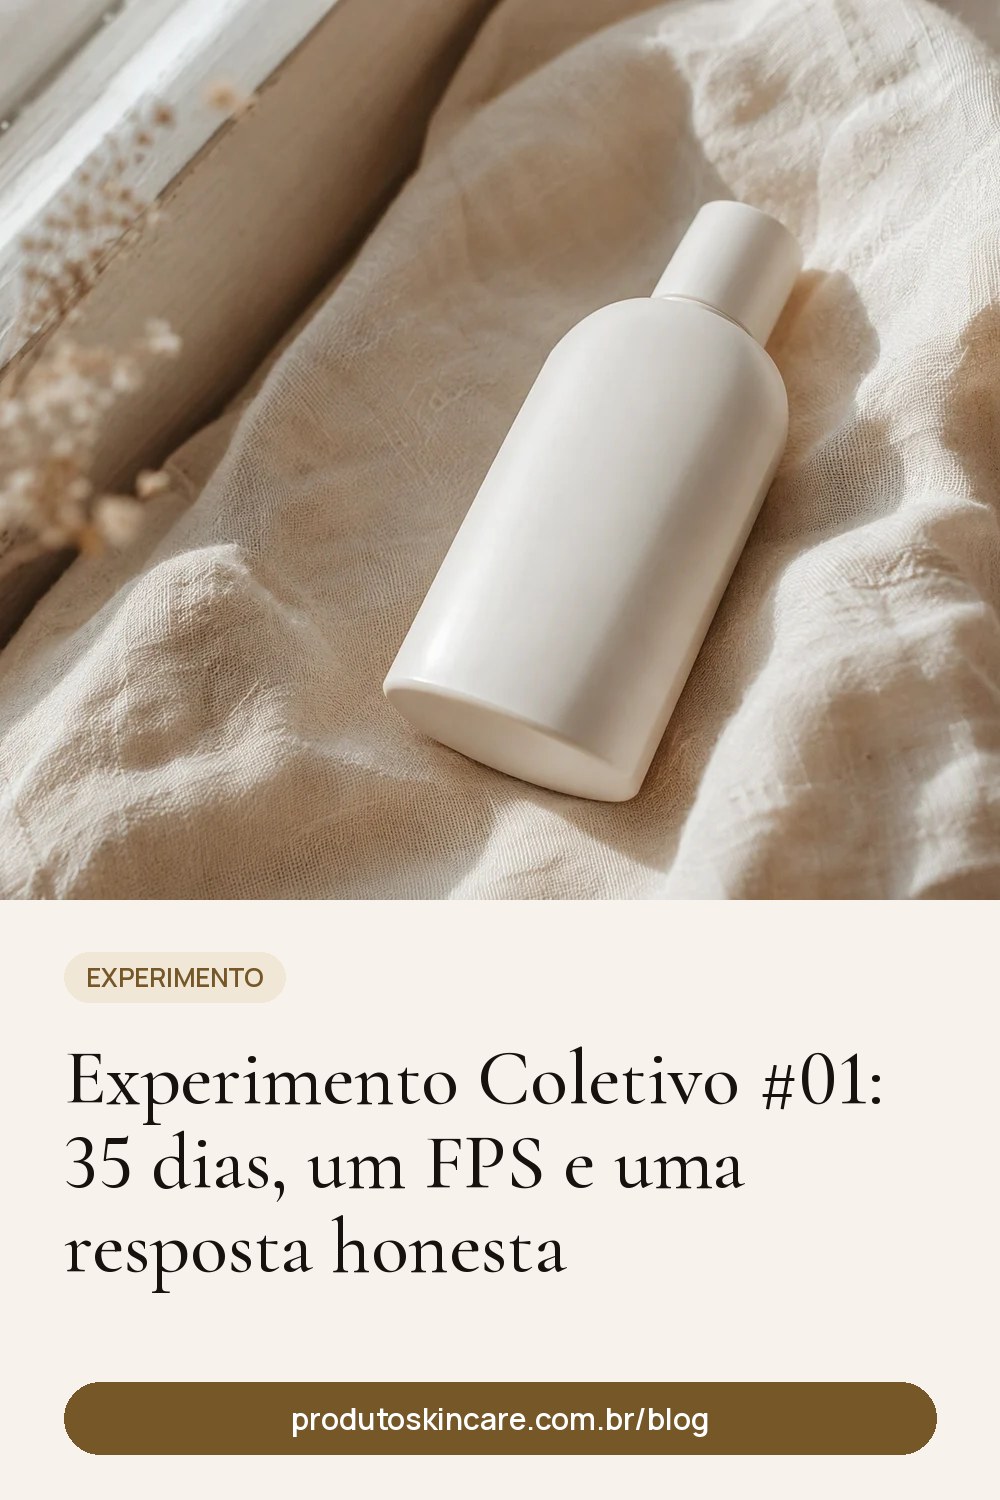 EXPERIMENTO
Experimento Coletivo #01:
35 dias, um FPS e uma
resposta honesta
produtoskincare.com.br/blog